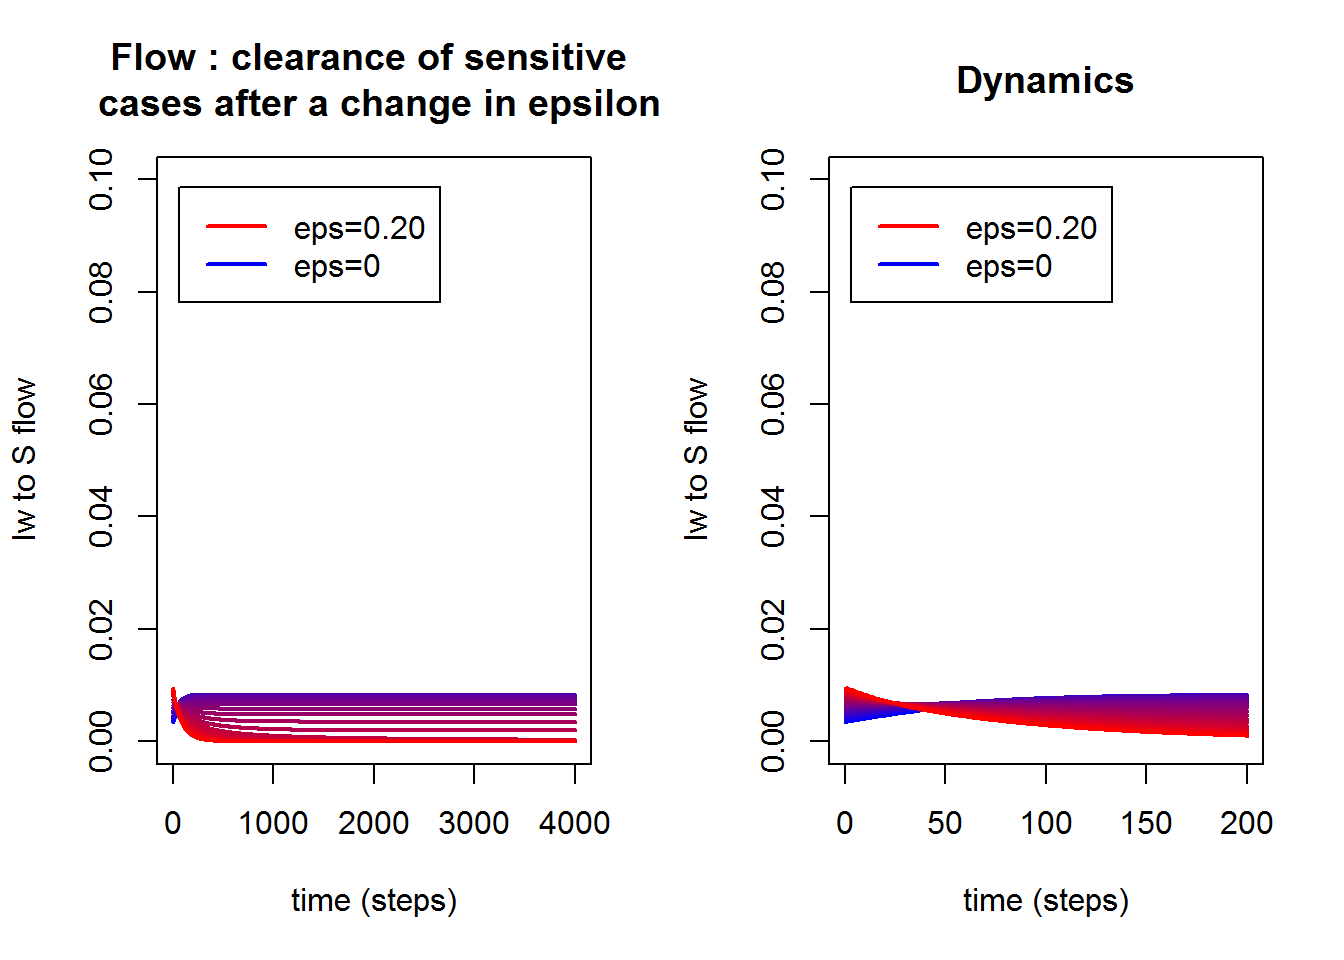 Flow : clearance of sensitive
cases after a change in epsilon
Iw to S flow
0.10
0.08
0.06
0.04
0.02
0.00
eps=0.20
eps=0
0 1000 2000 3000 4000
time (steps)
Dynamics
Iw to S flow
0.10
0.08
0.06
0.04
0.02
0.00
eps=0.20
eps=0
0 50 100 150 200
time (steps)